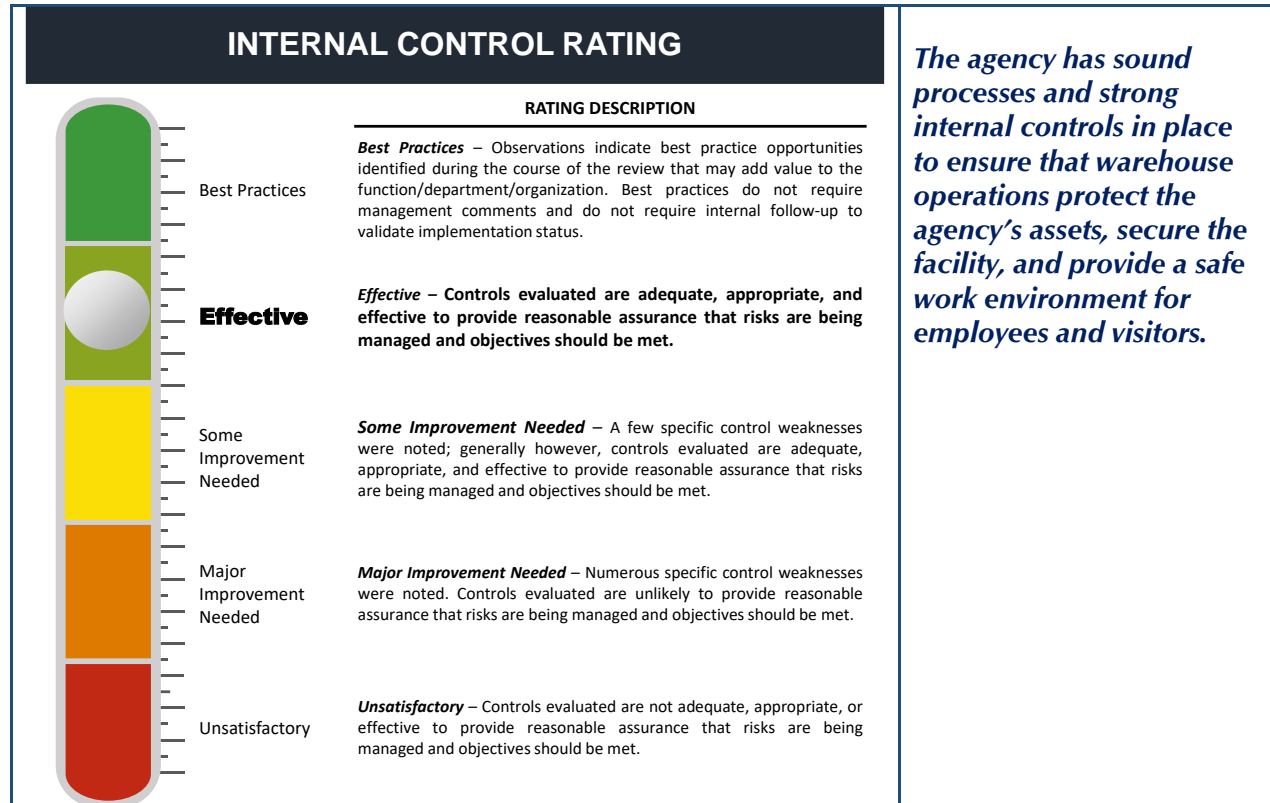 INTERNAL CONTROL RATING
RATING DESCRIPTION
Best Practices
Best Practices – Observations indicate best practice opportunities
identified during the course of the review that may add value to the
function/department/organization. Best practices do not require
management comments and do not require internal follow-up to
validate implementation status.
Effective
Effective – Controls evaluated are adequate, appropriate, and
effective to provide reasonable assurance that risks are being
managed and objectives should be met.
Some
Improvement
Needed
Some Improvement Needed – A few specific control weaknesses
were noted; generally however, controls evaluated are adequate,
appropriate, and effective to provide reasonable assurance that risks
are being managed and objectives should be met.
Major
Improvement
Needed
Major Improvement Needed – Numerous specific control weaknesses
were noted. Controls evaluated are unlikely to provide reasonable
assurance that risks are being managed and objectives should be met.
Unsatisfactory
Unsatisfactory – Controls evaluated are not adequate, appropriate, or
effective to provide reasonable assurance that risks are being
managed and objectives should be met.
The agency has sound
processes and strong
internal controls in place
to ensure that warehouse
operations protect the
agency's assets, secure the
facility, and provide a safe
work environment for
employees and visitors.